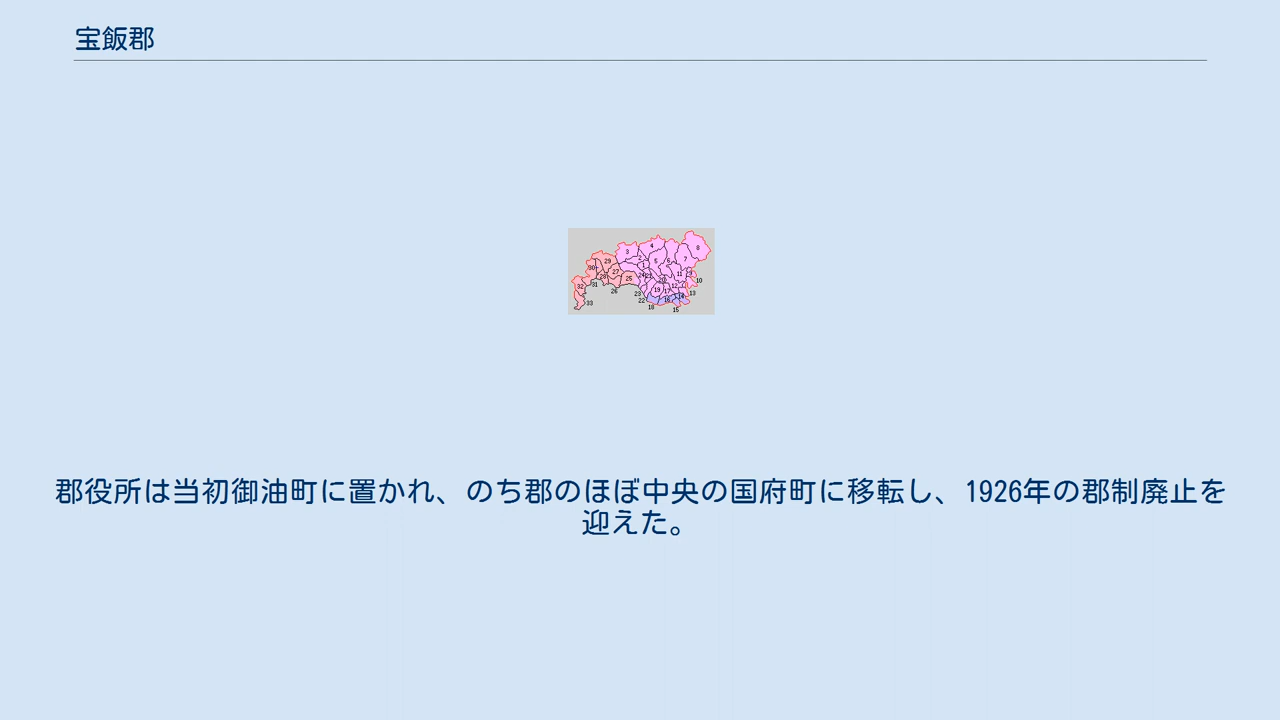 宝飯郡
郡役所は当初御油町に置かれ、のち郡のほぼ中央の国府町に移転し、1926年の郡制廃止を
迎えた。